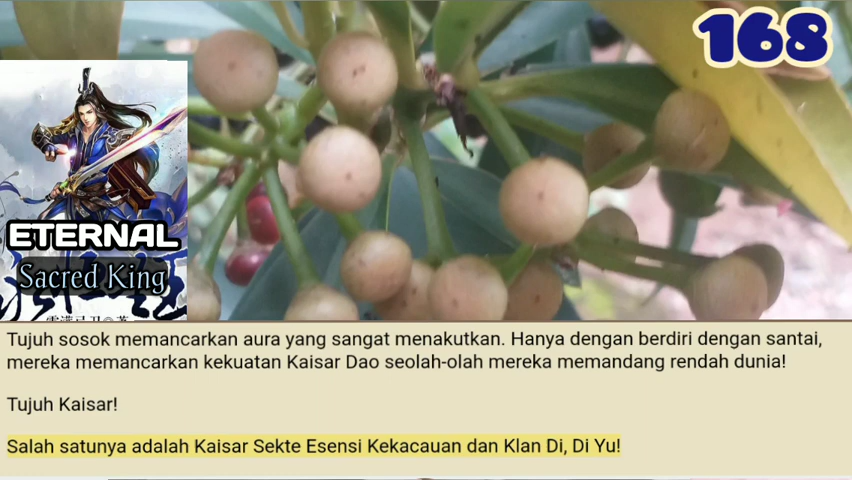 168
ETERNAL
Sacred King
Tujuh sosok memancarkan aura yang sangat menakutkan. Hanya dengan berdiri dengan santai,
mereka memancarkan kekuatan Kaisar Dao seolah-olah mereka memandang rendah dunia!
Tujuh Kaisar!
Salah satunya adalah Kaisar Sekte Esensi Kekacauan dan Klan Di, Di Yu!